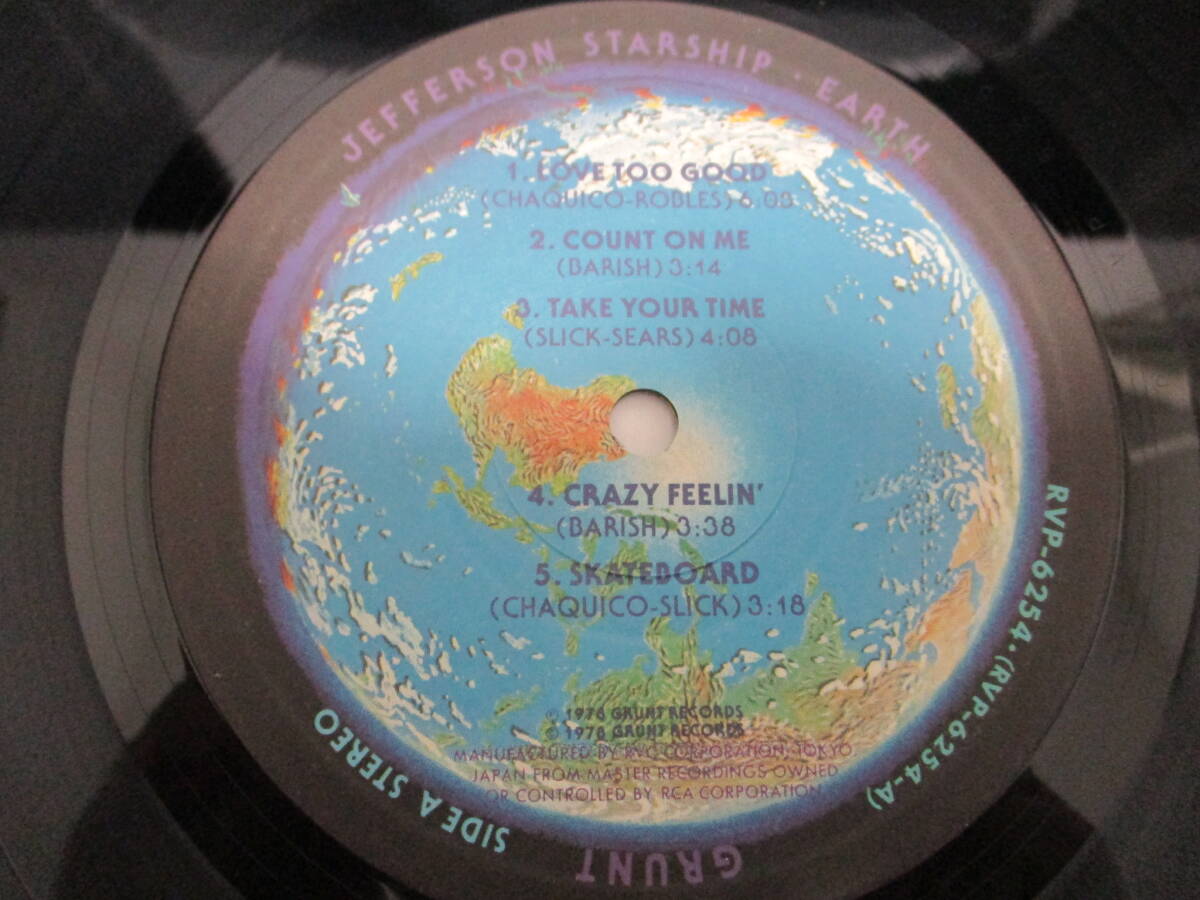 JEFFERSON STARSHIP · EARTH
1. LOVE TOO GOOD
(CHAQUICO-ROBLES) 6:08
2. COUNT ON ME
(BARISH) 3:14
3. TAKE YOUR TIME
(SLICK-SEARS) 4:08
4. CRAZY FEELIN'
(BARISH) 3:38
5. SKATEBOARD
(CHAQUICO-SLICK) 3:18
© 1978 GRUNT RECORDS
℗ 1978 GRUNT RECORDS
MANUFACTURED BY RVC CORPORATION, TOKYO
JAPAN FROM MASTER RECORDINGS OWNED
OR CONTROLLED BY RCA CORPORATION
RVP-6254·(RVP-6254-A)
SIDE A STEREO
GRUNT